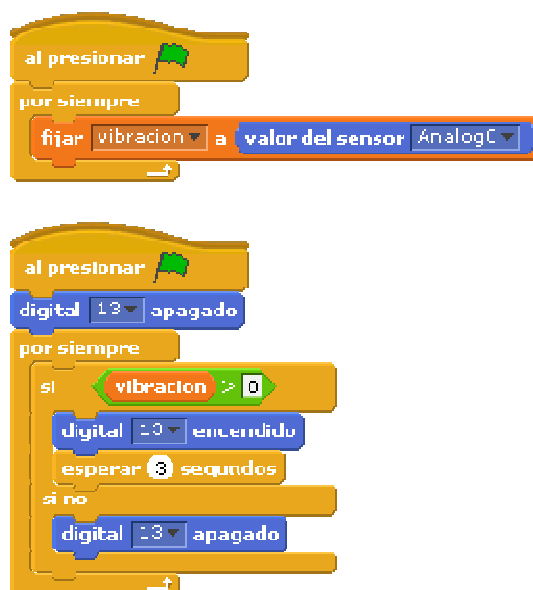 al presionar
por siempre
fijar vibracion a valor del sensor Analog0
al presionar
digital 13 apagado
por siempre
si vibracion > 0
digital 13 encendido
esperar 3 segundos
si no
digital 13 apagado